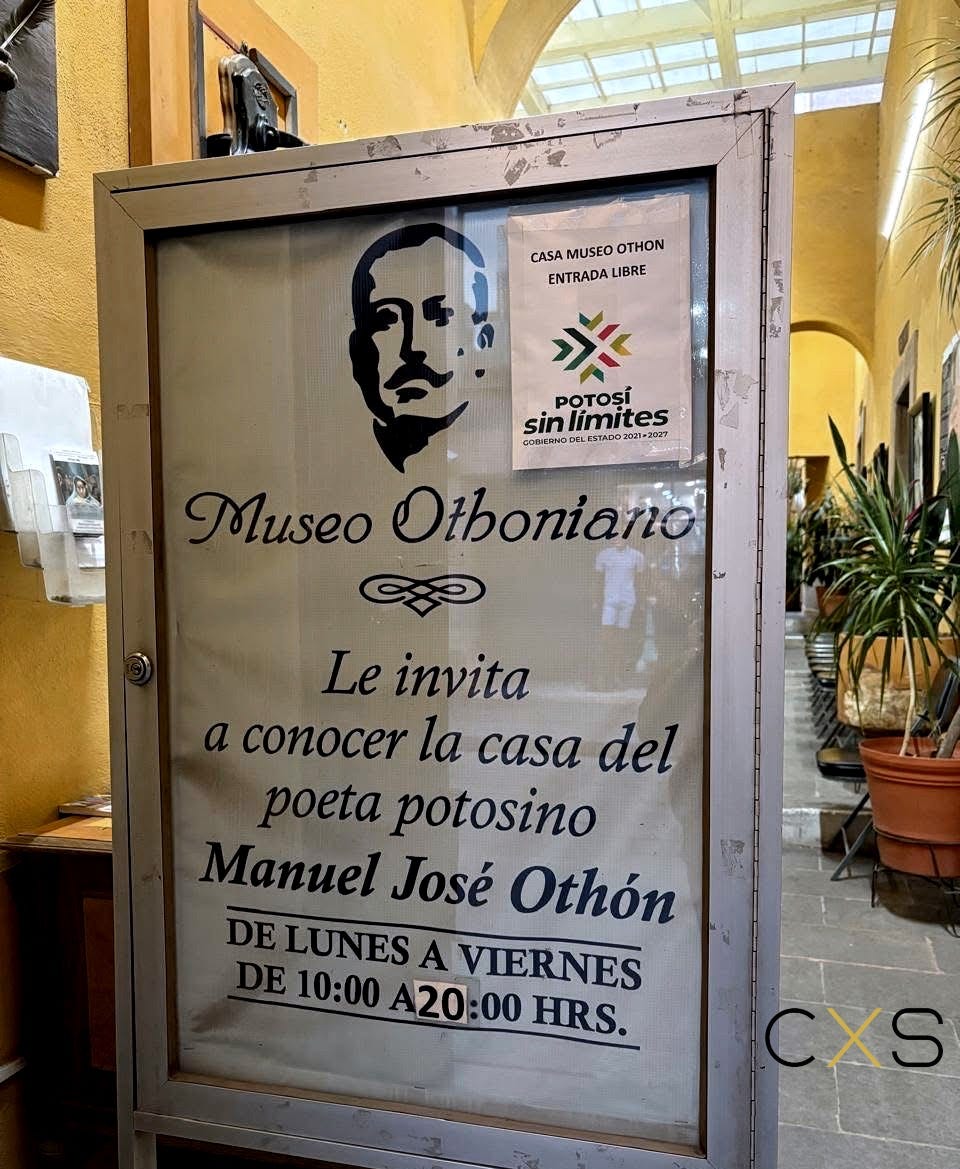 CASA MUSEO OTHON
ENTRADA LIBRE
POTOSÍ
sin límites
GOBIERNO DEL ESTADO 2021-2027
Museo Othoniano
Le invita
a conocer la casa del
poeta potosino
Manuel José Othón
DE LUNES A VIERNES
DE 10:00 A 20:00 HRS.
CXS